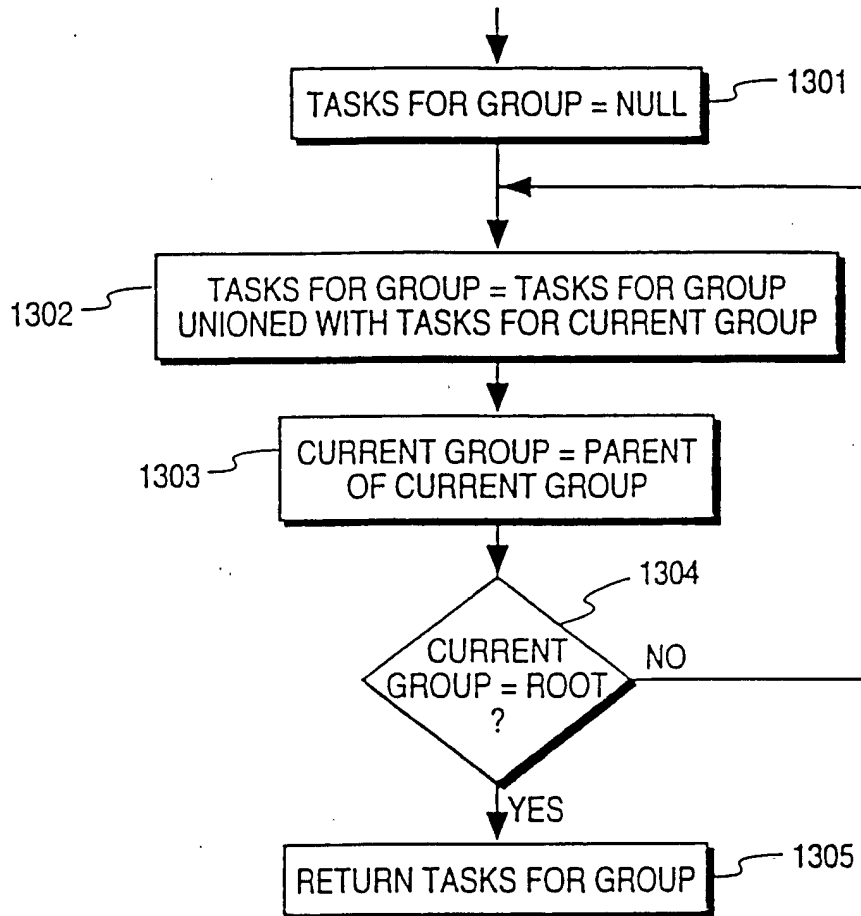 TASKS FOR GROUP = NULL
1301
TASKS FOR GROUP = TASKS FOR GROUP
UNIONED WITH TASKS FOR CURRENT GROUP
1302
CURRENT GROUP = PARENT
OF CURRENT GROUP
1303
1304
CURRENT
GROUP = ROOT
?
NO
YES
RETURN TASKS FOR GROUP
1305